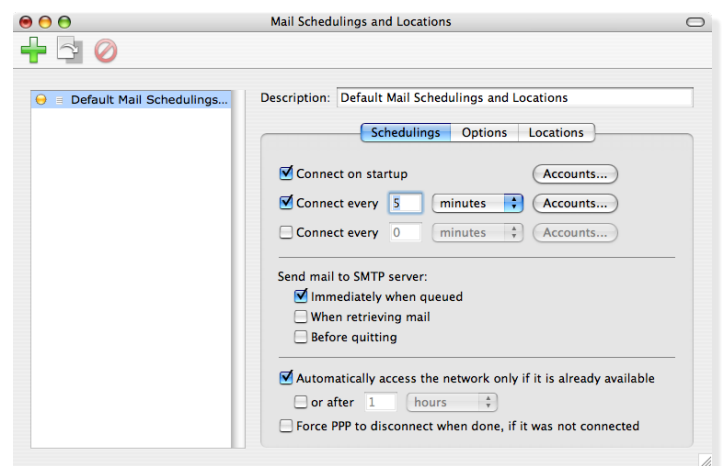 Mail Schedulings and Locations
Default Mail Schedulings...
Description: Default Mail Schedulings and Locations
Schedulings Options Locations
Connect on startup Accounts...
Connect every 5 minutes Accounts...
Connect every 0 minutes Accounts...
Send mail to SMTP server:
Immediately when queued
When retrieving mail
Before quitting
Automatically access the network only if it is already available
or after 1 hours
Force PPP to disconnect when done, if it was not connected